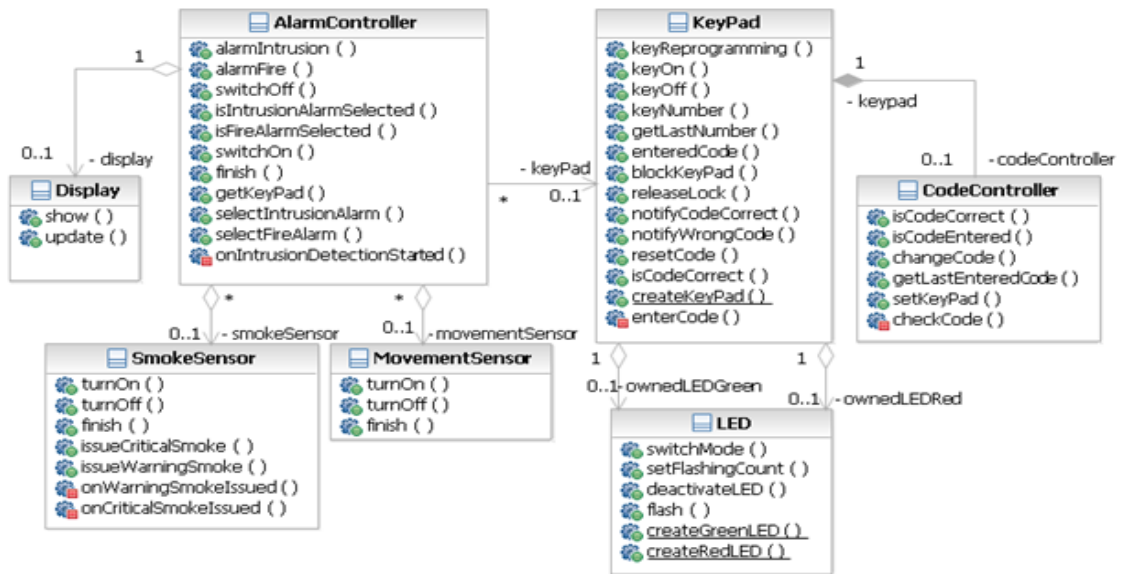 AlarmController
alarmIntrusion ( )
alarmFire ( )
switchOff ( )
isIntrusionAlarmSelected ( )
isFireAlarmSelected ( )
switchOn ( )
finish ( )
getKeyPad ( )
selectIntrusionAlarm ( )
selectFireAlarm ( )
onIntrusionDetectionStarted ( )
1
0..1
- display
Display
show ( )
update ( )
- keyPad
*
0..1
KeyPad
keyReprogramming ( )
keyOn ( )
keyOff ( )
keyNumber ( )
getLastNumber ( )
enteredCode ( )
blockKeyPad ( )
releaseLock ( )
notifyCodeCorrect ( )
notifyWrongCode ( )
resetCode ( )
isCodeCorrect ( )
createKeyPad ( )
enterCode ( )
1
- keypad
0..1
- codeController
CodeController
isCodeCorrect ( )
isCodeEntered ( )
changeCode ( )
getLastEnteredCode ( )
setKeyPad ( )
checkCode ( )
*
0..1
- smokeSensor
SmokeSensor
turnOn ( )
turnOff ( )
finish ( )
issueCriticalSmoke ( )
issueWarningSmoke ( )
onWarningSmokeIssued ( )
onCriticalSmokeIssued ( )
*
0..1
- movementSensor
MovementSensor
turnOn ( )
turnOff ( )
finish ( )
1
0..1
- ownedLEDGreen
1
0..1
- ownedLEDRed
LED
switchMode ( )
setFlashingCount ( )
deactivateLED ( )
flash ( )
createGreenLED ( )
createRedLED ( )